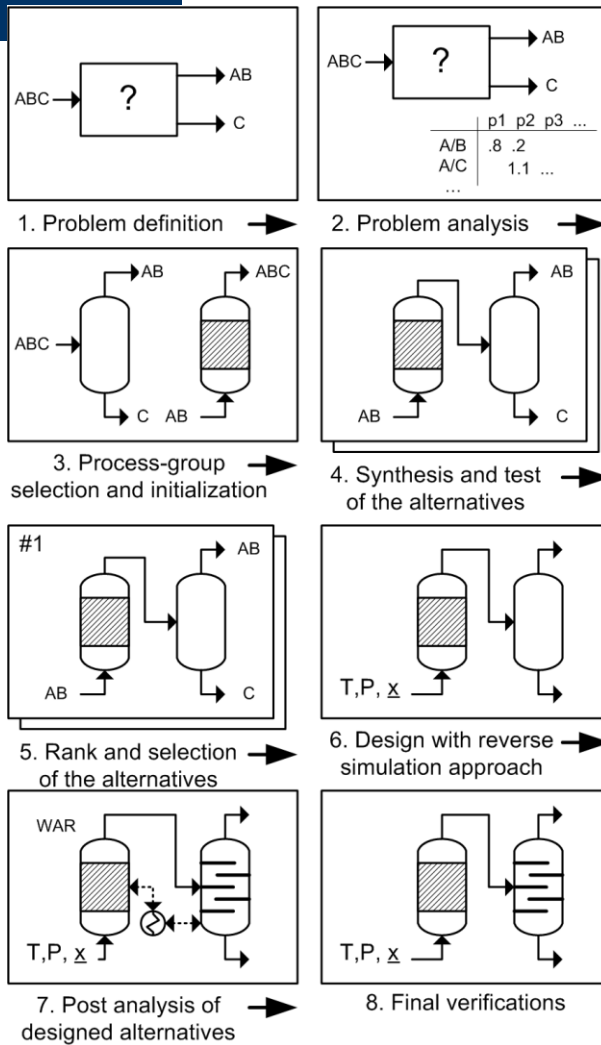 ABC
?
AB
C
1. Problem definition
ABC
?
AB
C
p1 p2 p3 ...
A/B .8 .2
A/C 1.1 ...
...
2. Problem analysis
ABC
AB
C
ABC
AB
3. Process-group
selection and initialization
AB
AB
C
4. Synthesis and test
of the alternatives
#1
AB
AB
C
5. Rank and selection
of the alternatives
T,P, x
6. Design with reverse
simulation approach
WAR
T,P, x
7. Post analysis of
designed alternatives
T,P, x
8. Final verifications